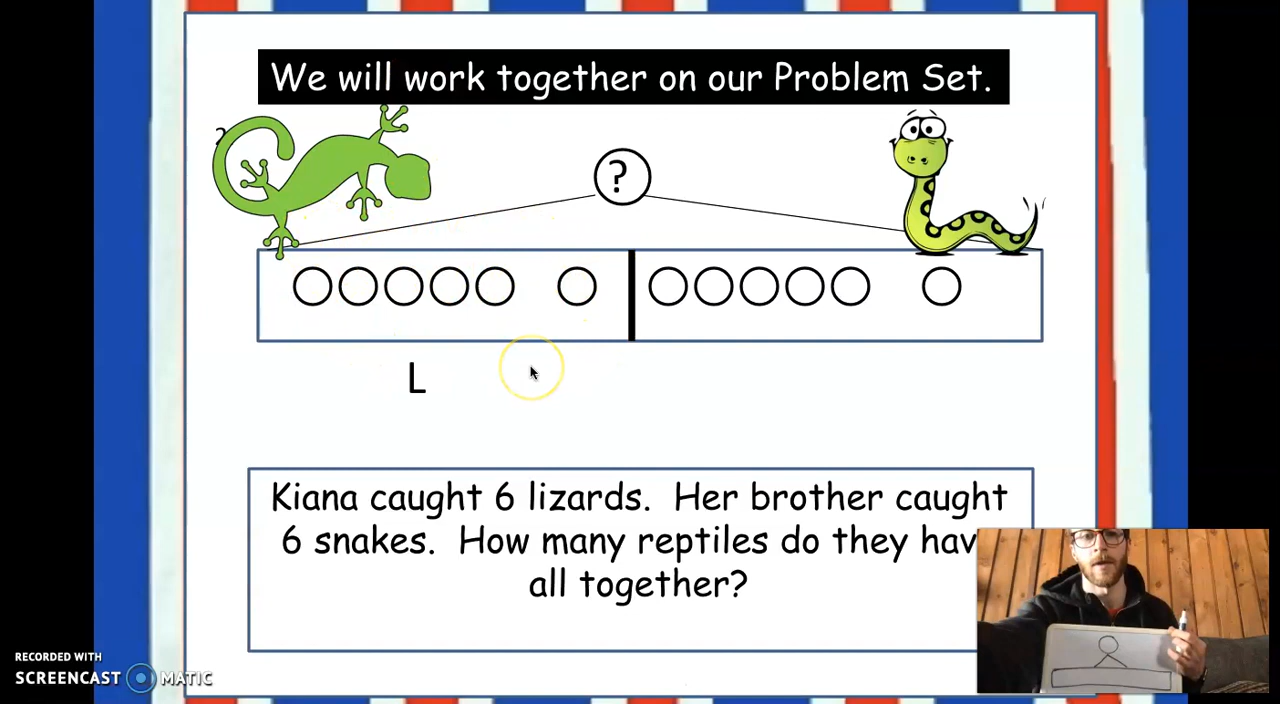 We will work together on our Problem Set.
?
?
L
Kiana caught 6 lizards. Her brother caught
6 snakes. How many reptiles do they hav
all together?
RECORDED WITH
SCREENCAST MATIC